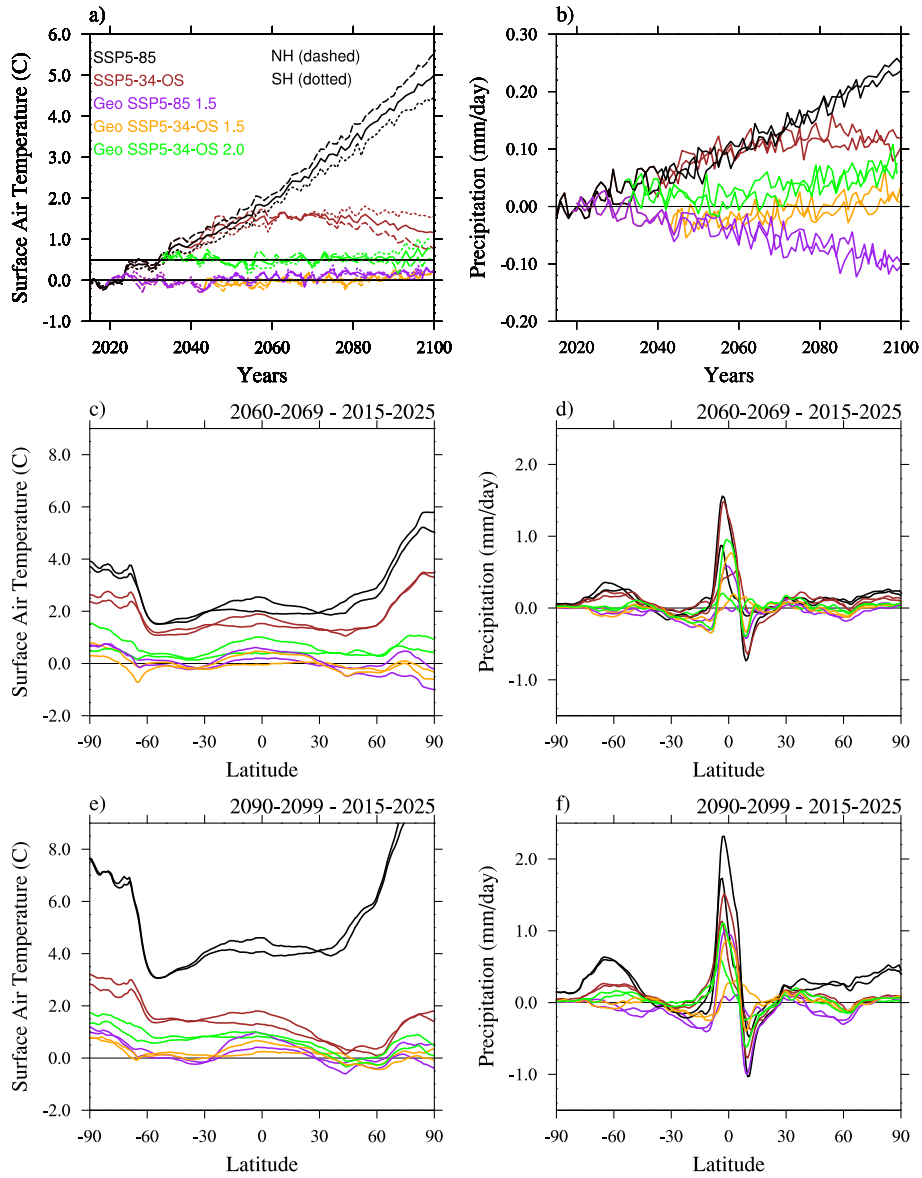 a)
Surface Air Temperature (C)
6.0
5.0
4.0
3.0
2.0
1.0
0.0
-1.0
SSP5-85
SSP5-34-OS
Geo SSP5-85 1.5
Geo SSP5-34-OS 1.5
Geo SSP5-34-OS 2.0
NH (dashed)
SH (dotted)
2020 2040 2060 2080 2100
Years
b)
Precipitation (mm/day)
0.30
0.20
0.10
0.00
-0.10
-0.20
2020 2040 2060 2080 2100
Years
c) 2060-2069 - 2015-2025
Surface Air Temperature (C)
8.0
6.0
4.0
2.0
0.0
-2.0
-90 -60 -30 0 30 60 90
Latitude
d) 2060-2069 - 2015-2025
Precipitation (mm/day)
2.0
1.0
0.0
-1.0
-90 -60 -30 0 30 60 90
Latitude
e) 2090-2099 - 2015-2025
Surface Air Temperature (C)
8.0
6.0
4.0
2.0
0.0
-2.0
-90 -60 -30 0 30 60 90
Latitude
f) 2090-2099 - 2015-2025
Precipitation (mm/day)
2.0
1.0
0.0
-1.0
-90 -60 -30 0 30 60 90
Latitude